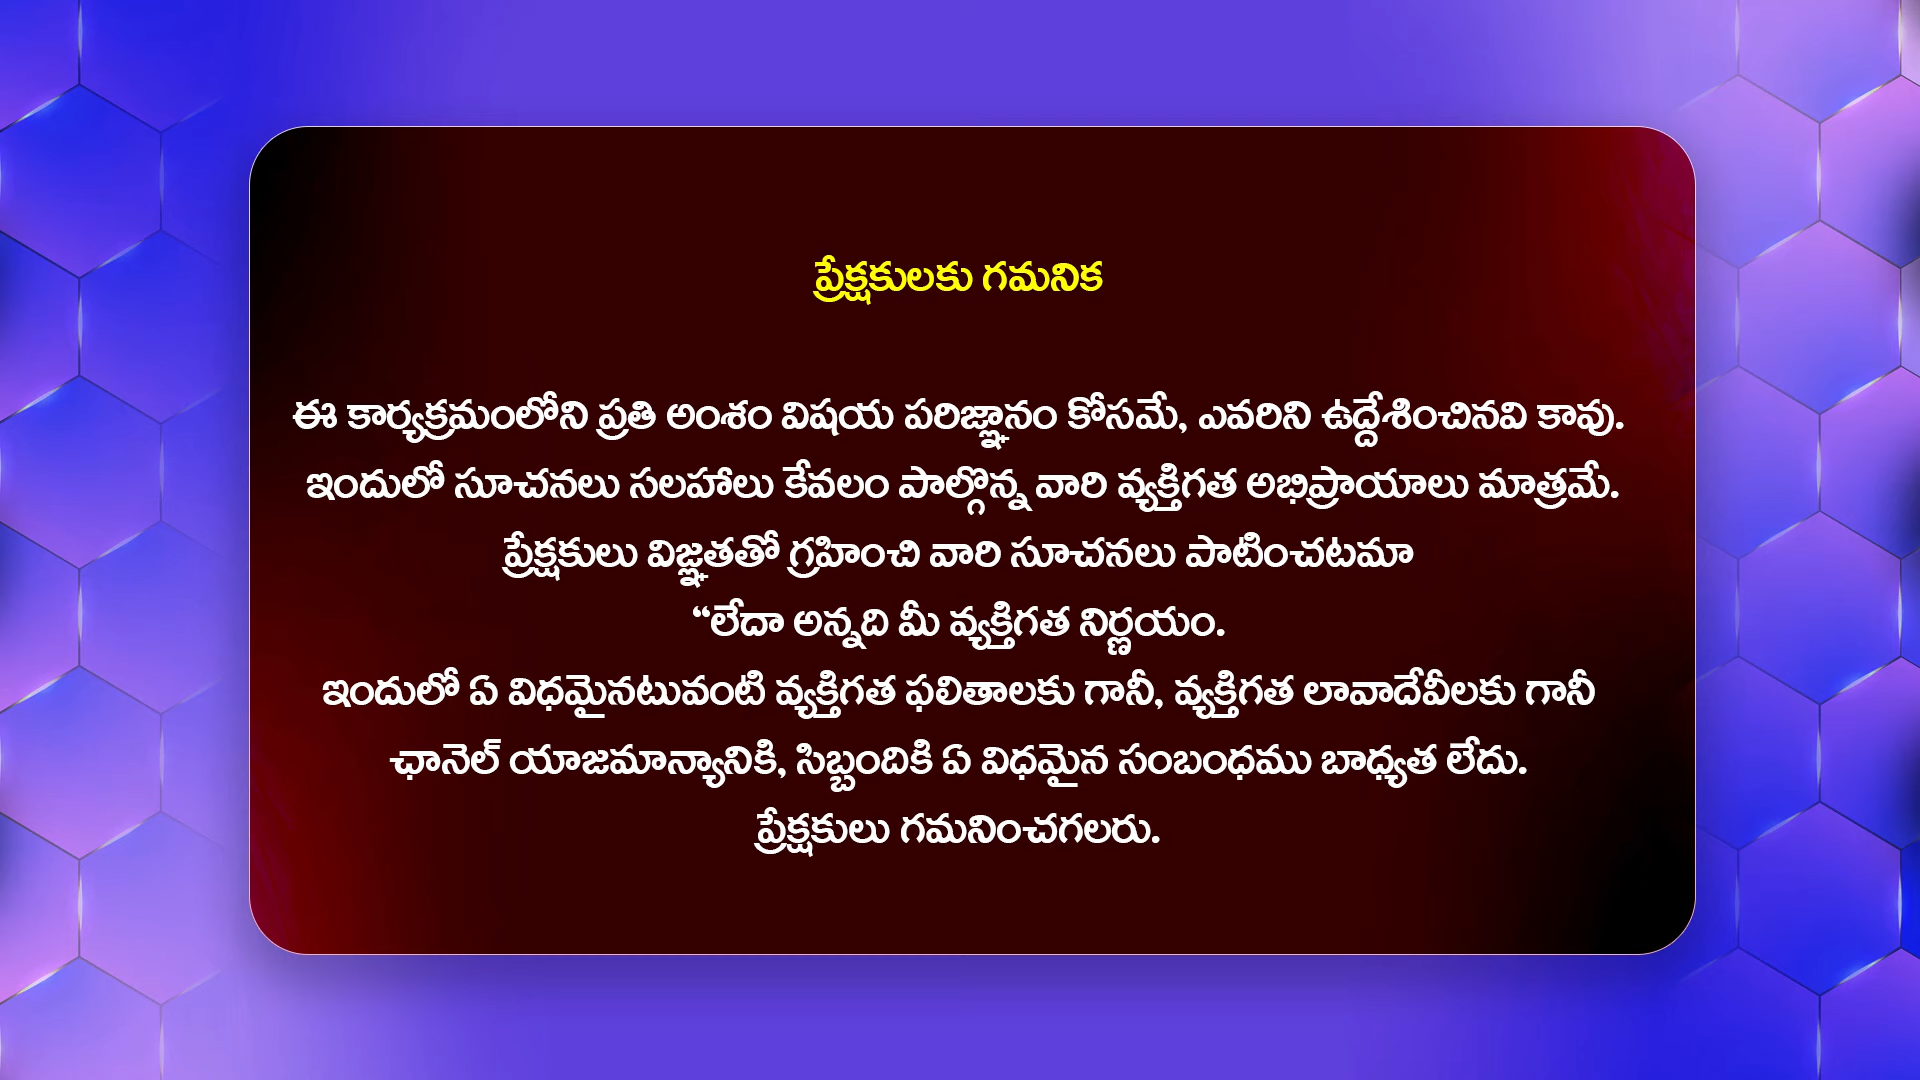 ప్రేక్షకులకు గమనిక
ఈ కార్యక్రమంలోని ప్రతి అంశం విషయ పరిజ్ఞానం కోసమే, ఎవరిని ఉద్దేశించినవి కావు.
ఇందులో సూచనలు సలహాలు కేవలం పాల్గొన్న వారి వ్యక్తిగత అభిప్రాయాలు మాత్రమే.
ప్రేక్షకులు విజ్ఞతతో గ్రహించి వారి సూచనలు పాటించటమా
“లేదా అన్నది మీ వ్యక్తిగత నిర్ణయం.
ఇందులో ఏ విధమైనటువంటి వ్యక్తిగత ఫలితాలకు గానీ, వ్యక్తిగత లావాదేవీలకు గానీ
ఛానెల్ యాజమాన్యానికి, సిబ్బందికి ఏ విధమైన సంబంధము బాధ్యత లేదు.
ప్రేక్షకులు గమనించగలరు.